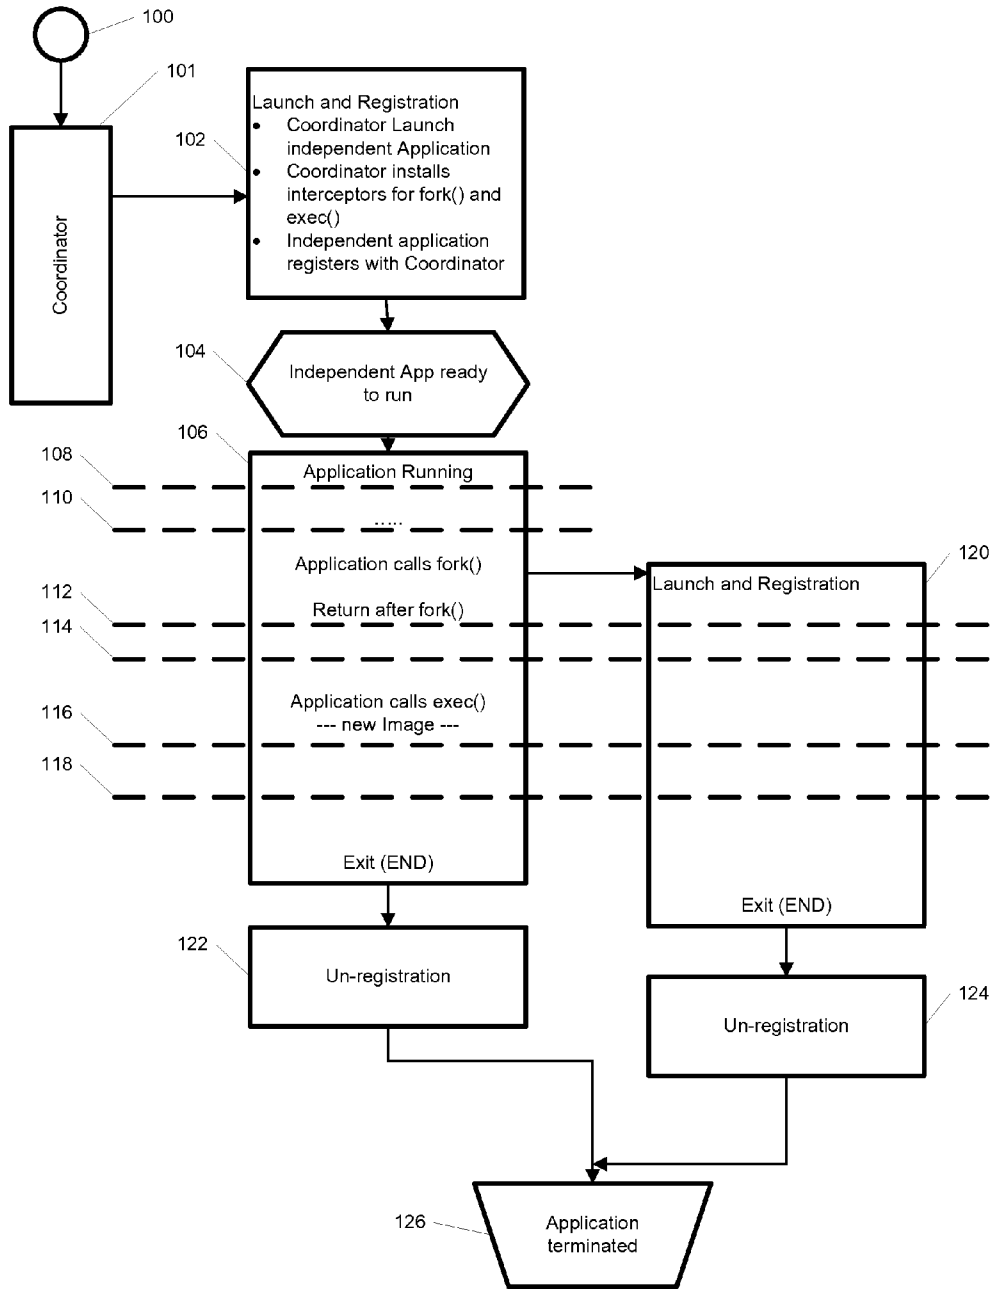 100
101
Coordinator
Launch and Registration
• Coordinator Launch
independent Application
• Coordinator installs
interceptors for fork() and
exec()
• Independent application
registers with Coordinator
102
104
Independent App ready
to run
106
Application Running
108
110
.....
Application calls fork()
120
Launch and Registration
112
Return after fork()
114
Application calls exec()
--- new Image ---
116
118
Exit (END)
Exit (END)
122
Un-registration
124
Un-registration
126
Application
terminated